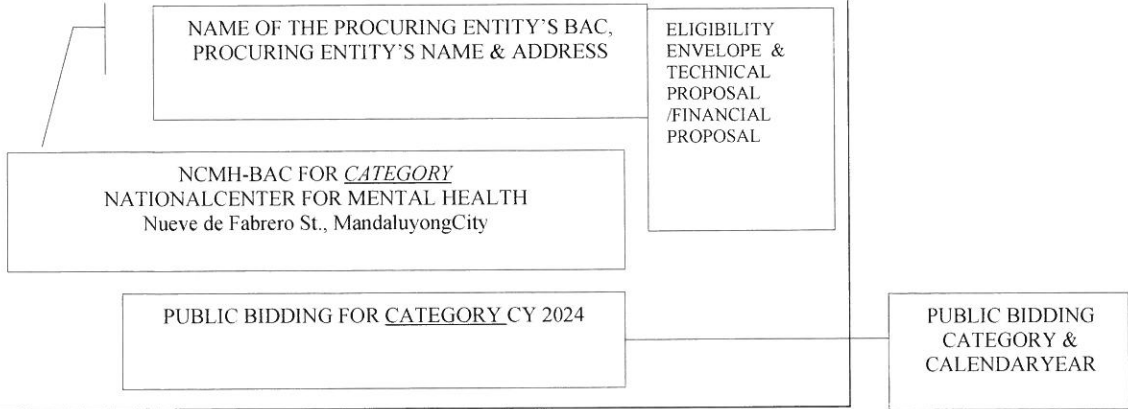 NAME OF THE PROCURING ENTITY’S BAC,
PROCURING ENTITY’S NAME & ADDRESS
ELIGIBILITY
ENVELOPE &
TECHNICAL
PROPOSAL
/FINANCIAL
PROPOSAL
NCMH-BAC FOR CATEGORY
NATIONALCENTER FOR MENTAL HEALTH
Nueve de Fabrero St., MandaluyongCity
PUBLIC BIDDING FOR CATEGORY CY 2024
PUBLIC BIDDING
CATEGORY &
CALENDARYEAR